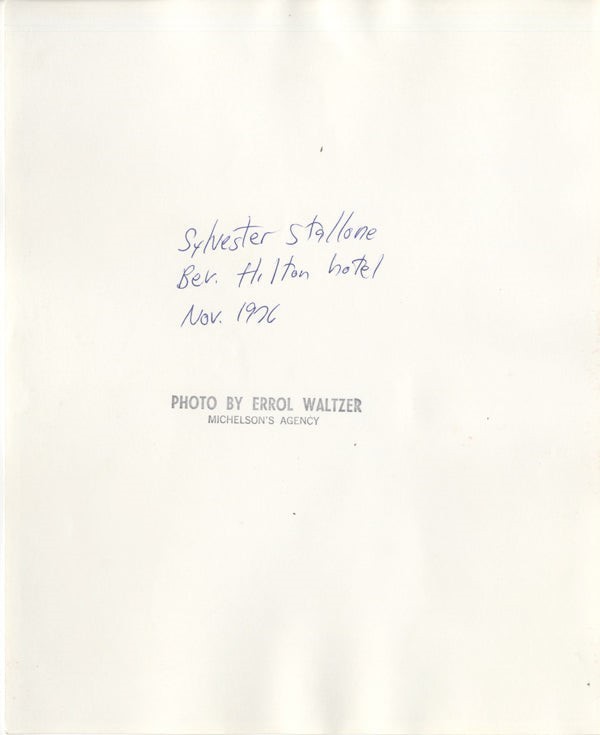 Sylvester Stallone
Bev. Hilton hotel
Nov. 1976
PHOTO BY ERROL WALTZER
MICHELSON'S AGENCY